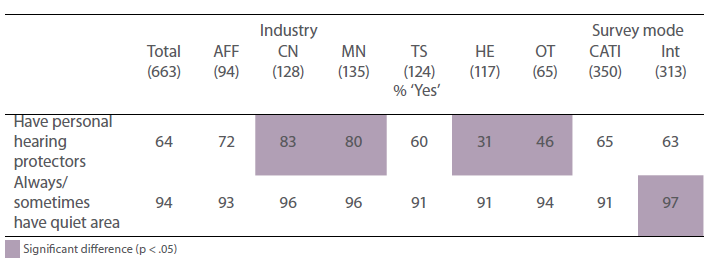 Industry Survey mode
Total AFF CN MN TS HE OT CATI Int
(663) (94) (128) (135) (124) (117) (65) (350) (313)
% ‘Yes’
Have personal
hearing 64 72 83 80 60 31 46 65 63
protectors
Always/
sometimes 94 93 96 96 91 91 94 91 97
have quiet area
Significant difference (p < .05)